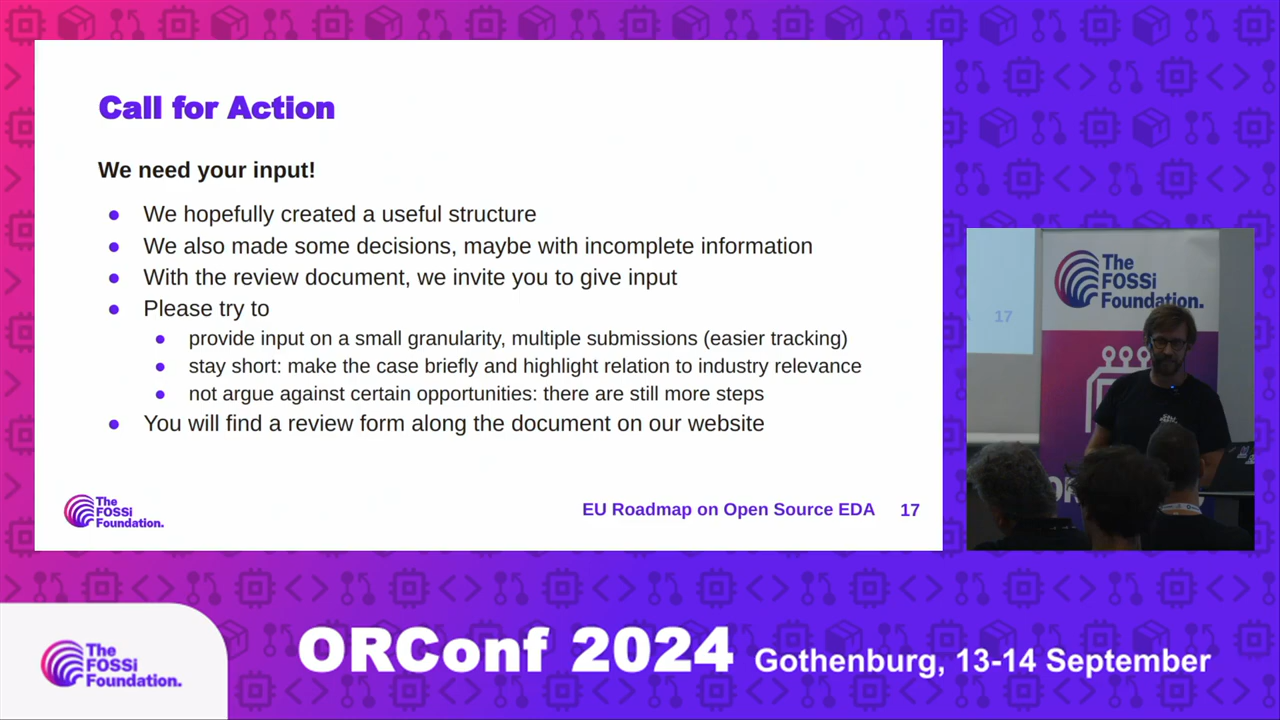 Call for Action
We need your input!
● We hopefully created a useful structure
● We also made some decisions, maybe with incomplete information
● With the review document, we invite you to give input
● Please try to
● provide input on a small granularity, multiple submissions (easier tracking)
● stay short: make the case briefly and highlight relation to industry relevance
● not argue against certain opportunities: there are still more steps
● You will find a review form along the document on our website
The
FOSSi
Foundation.
EU Roadmap on Open Source EDA 17
17
The
FOSSi
Foundation.
The
FOSSi
Foundation.
ORConf 2024 Gothenburg, 13-14 September